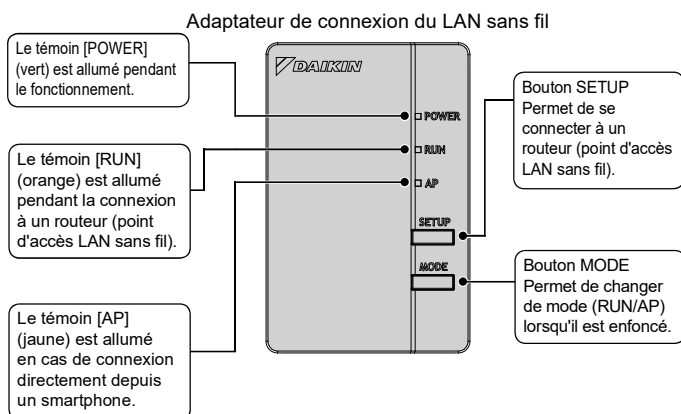 Adaptateur de connexion du LAN sans fil
Le témoin [POWER]
(vert) est allumé pendant
le fonctionnement.
Le témoin [RUN]
(orange) est allumé
pendant la connexion
à un routeur (point
d'accès LAN sans fil).
Le témoin [AP]
(jaune) est allumé
en cas de connexion
directement depuis
un smartphone.
DAIKIN
POWER
RUN
AP
SETUP
MODE
Bouton SETUP
Permet de se
connecter à un
routeur (point d'accès
LAN sans fil).
Bouton MODE
Permet de changer
de mode (RUN/AP)
lorsqu'il est enfoncé.